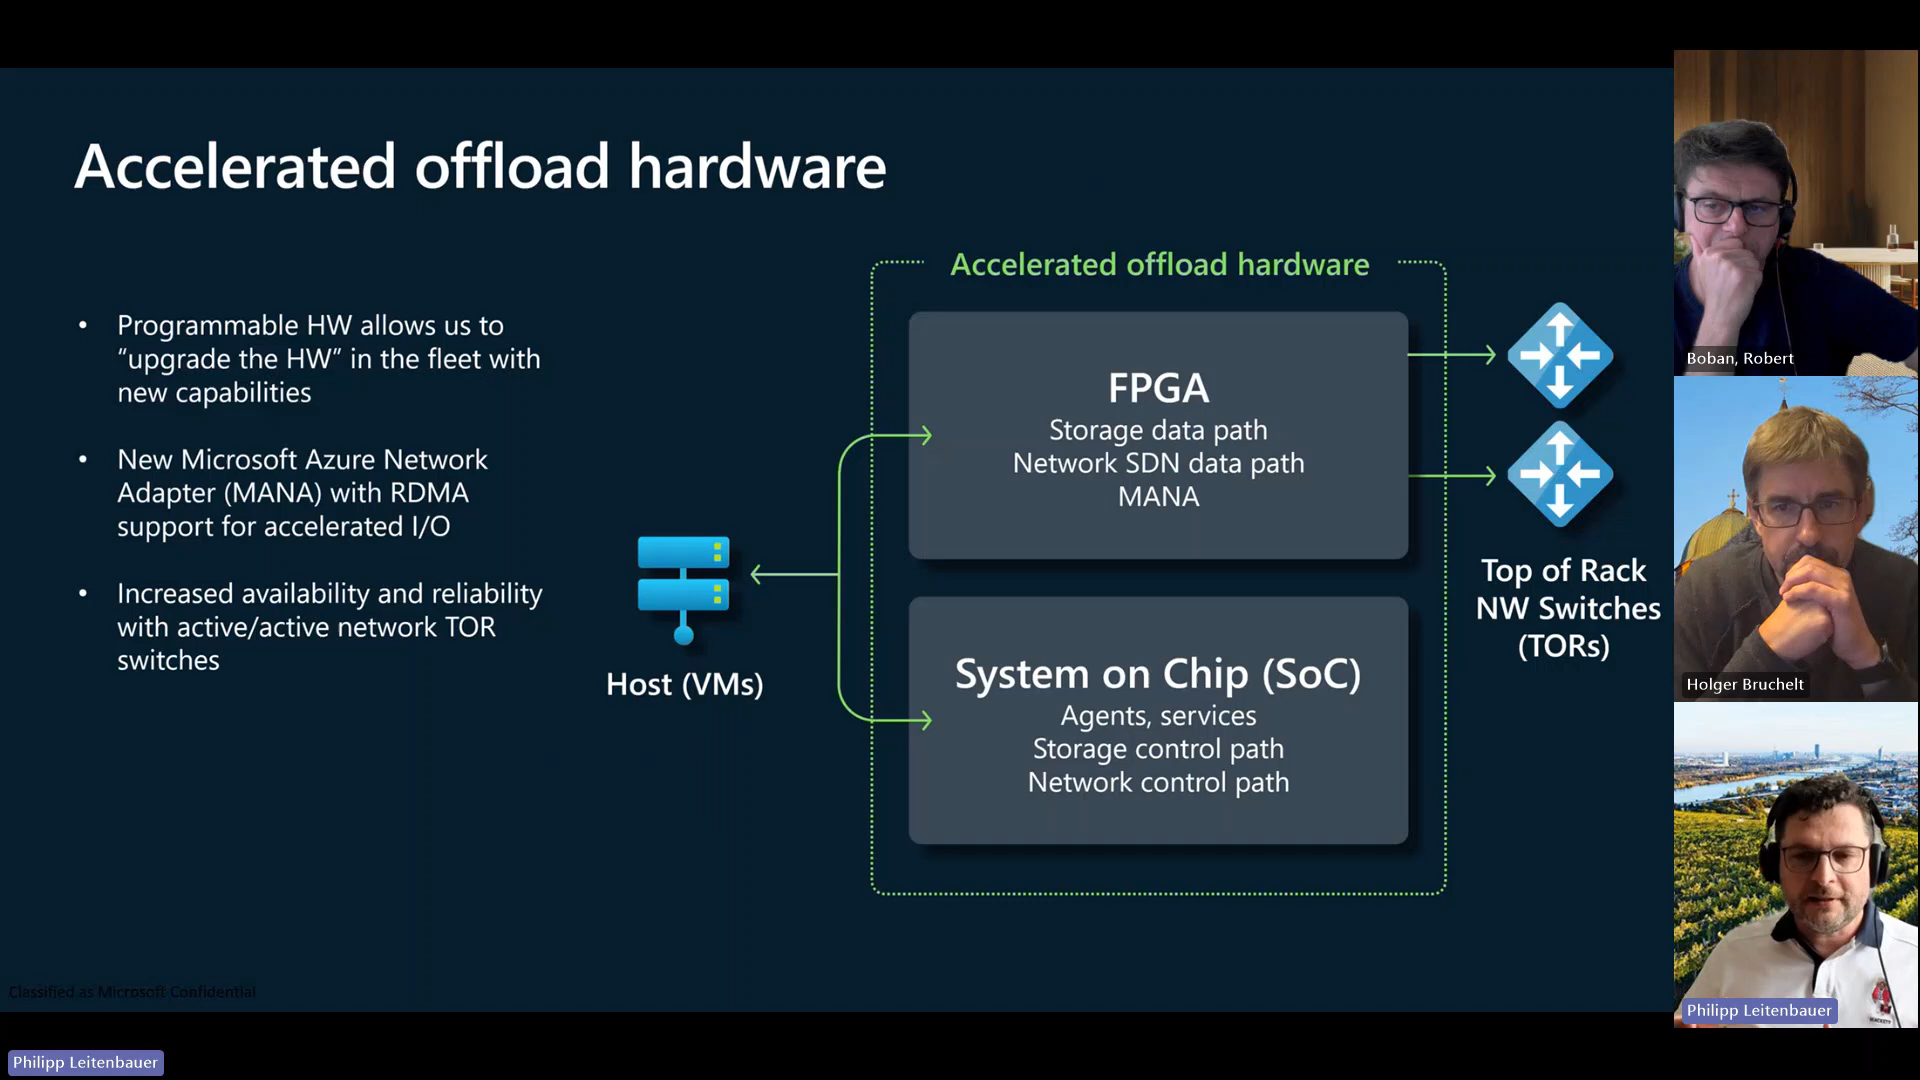 Accelerated offload hardware
• Programmable HW allows us to
“upgrade the HW” in the fleet with
new capabilities
• New Microsoft Azure Network
Adapter (MANA) with RDMA
support for accelerated I/O
• Increased availability and reliability
with active/active network TOR
switches
Host (VMs)
Accelerated offload hardware
FPGA
Storage data path
Network SDN data path
MANA
System on Chip (SoC)
Agents, services
Storage control path
Network control path
Top of Rack
NW Switches
(TORs)
Boban, Robert
Holger Bruchelt
Philipp Leitenbauer
Classified as Microsoft Confidential
Philipp Leitenbauer